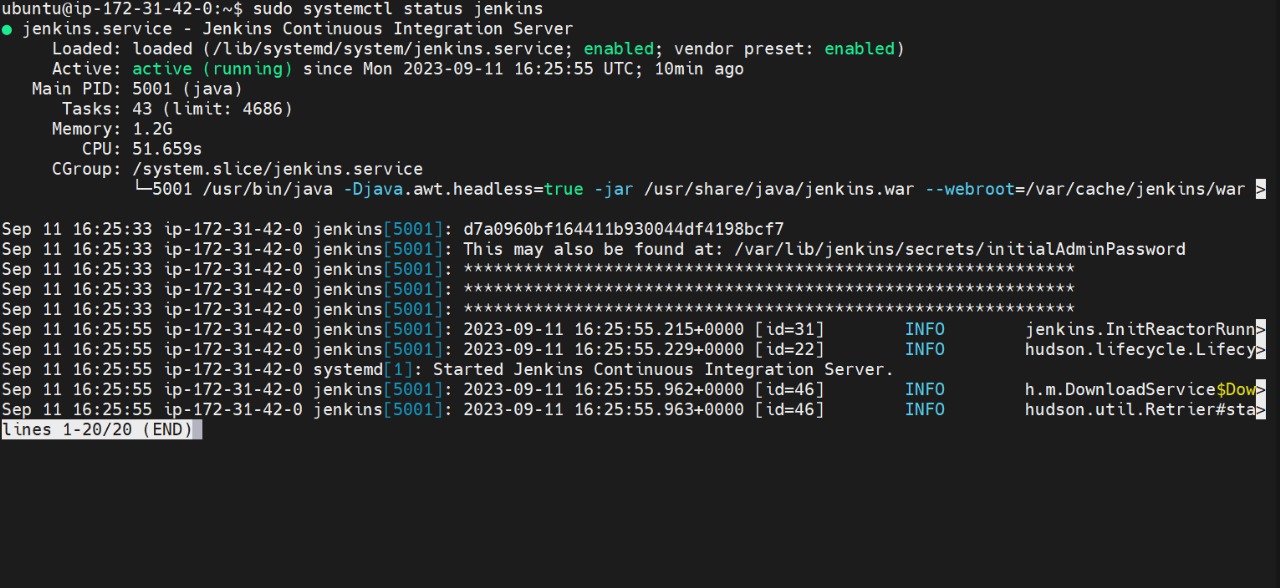 ubuntu@ip-172-31-42-0:~$ sudo systemctl status jenkins
● jenkins.service - Jenkins Continuous Integration Server
     Loaded: loaded (/lib/systemd/system/jenkins.service; enabled; vendor preset: enabled)
     Active: active (running) since Mon 2023-09-11 16:25:55 UTC; 10min ago
   Main PID: 5001 (java)
      Tasks: 43 (limit: 4686)
     Memory: 1.2G
        CPU: 51.659s
     CGroup: /system.slice/jenkins.service
             └─5001 /usr/bin/java -Djava.awt.headless=true -jar /usr/share/java/jenkins.war --webroot=/var/cache/jenkins/war >
Sep 11 16:25:33 ip-172-31-42-0 jenkins[5001]: d7a0960bf164411b930044df4198bcf7
Sep 11 16:25:33 ip-172-31-42-0 jenkins[5001]: This may also be found at: /var/lib/jenkins/secrets/initialAdminPassword
Sep 11 16:25:33 ip-172-31-42-0 jenkins[5001]: *************************************************************
Sep 11 16:25:33 ip-172-31-42-0 jenkins[5001]: *************************************************************
Sep 11 16:25:33 ip-172-31-42-0 jenkins[5001]: *************************************************************
Sep 11 16:25:55 ip-172-31-42-0 jenkins[5001]: 2023-09-11 16:25:55.215+0000 [id=31]        INFO        jenkins.InitReactorRunn>
Sep 11 16:25:55 ip-172-31-42-0 jenkins[5001]: 2023-09-11 16:25:55.229+0000 [id=22]        INFO        hudson.lifecycle.Lifecy>
Sep 11 16:25:55 ip-172-31-42-0 systemd[1]: Started Jenkins Continuous Integration Server.
Sep 11 16:25:55 ip-172-31-42-0 jenkins[5001]: 2023-09-11 16:25:55.962+0000 [id=46]        INFO        h.m.DownloadService$Dow>
Sep 11 16:25:55 ip-172-31-42-0 jenkins[5001]: 2023-09-11 16:25:55.963+0000 [id=46]        INFO        hudson.util.Retrier#sta>
lines 1-20/20 (END)